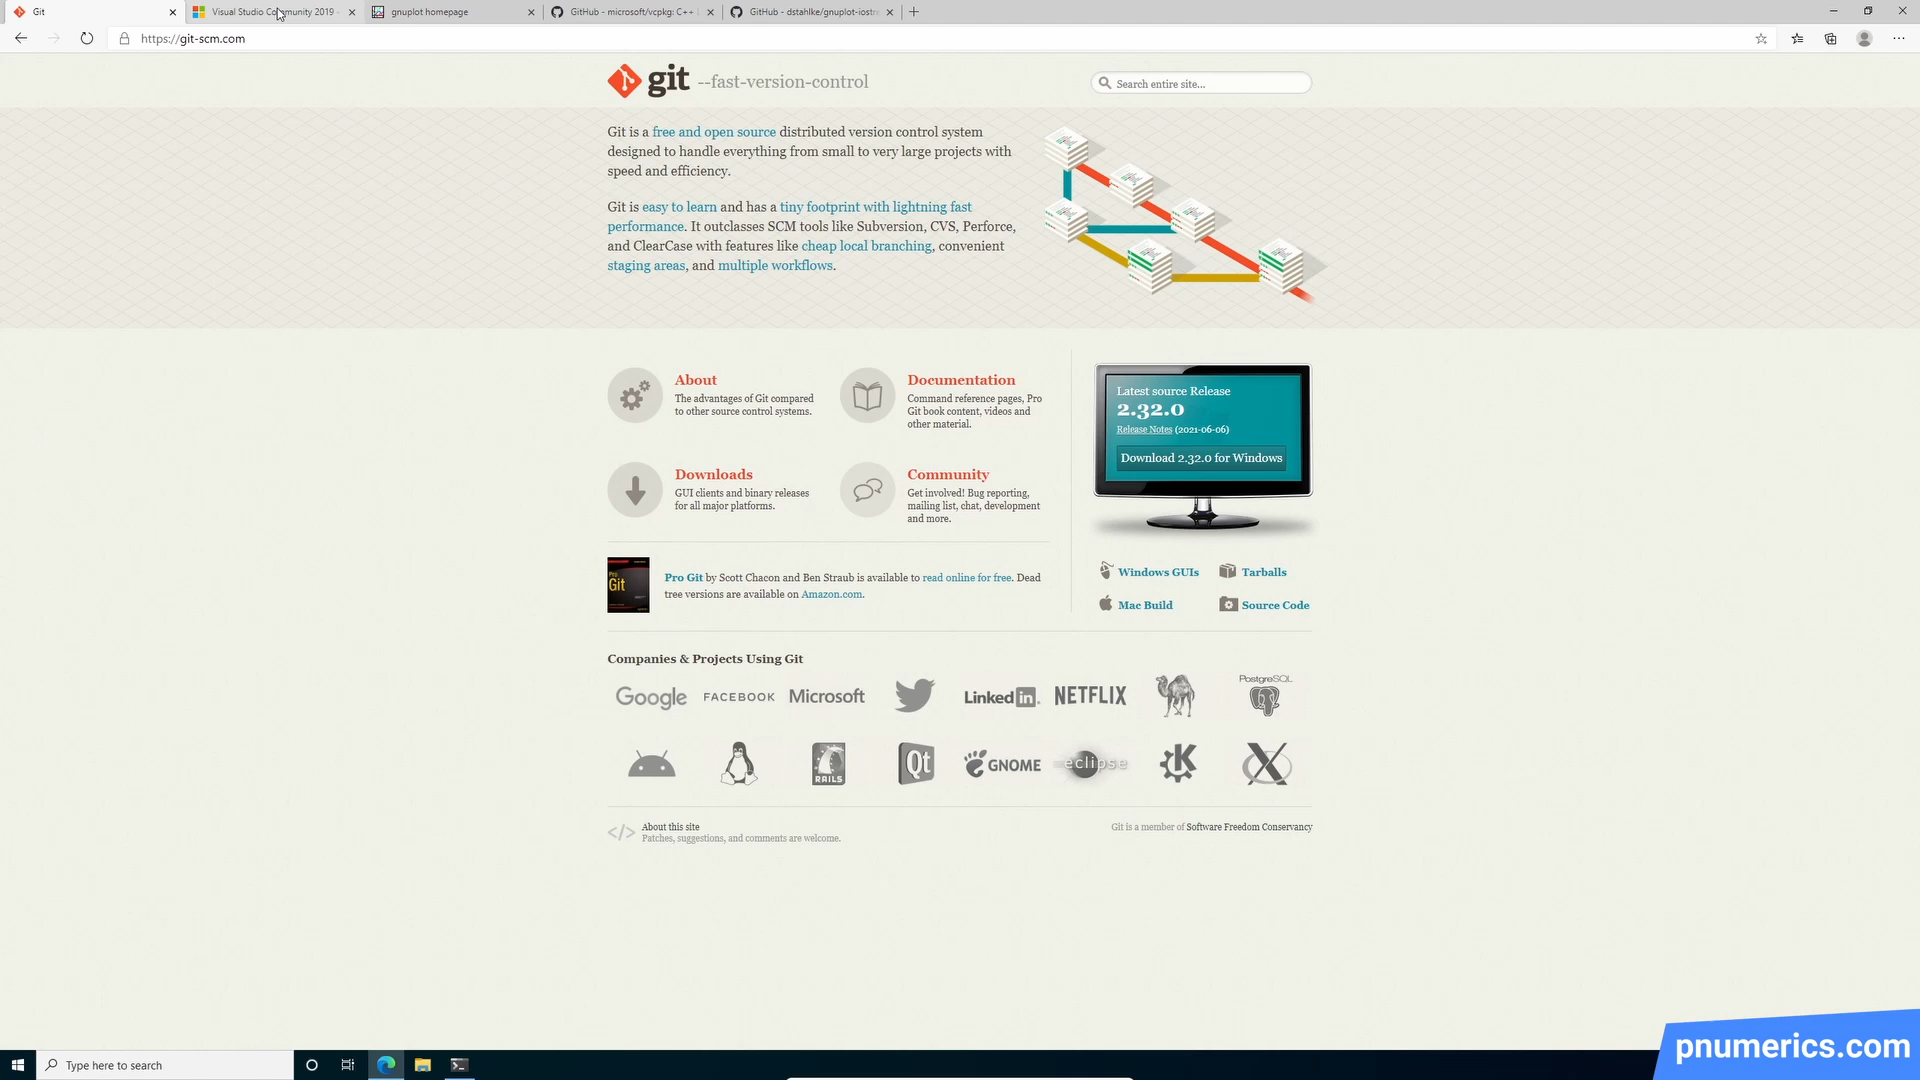 Git
Visual Studio Community 2019 -
gnuplot homepage
GitHub - microsoft/vcpkg: C++
GitHub - dstahlke/gnuplot-iostre
https://git-scm.com
git --fast-version-control
Search entire site...
Git is a free and open source distributed version control system
designed to handle everything from small to very large projects with
speed and efficiency.
Git is easy to learn and has a tiny footprint with lightning fast
performance. It outclasses SCM tools like Subversion, CVS, Perforce,
and ClearCase with features like cheap local branching, convenient
staging areas, and multiple workflows.
About
The advantages of Git compared
to other source control systems.
Documentation
Command reference pages, Pro
Git book content, videos and
other material.
Downloads
GUI clients and binary releases
for all major platforms.
Community
Get involved! Bug reporting,
mailing list, chat, development
and more.
Latest source Release
2.32.0
Release Notes (2021-06-06)
Download 2.32.0 for Windows
Windows GUIs
Tarballs
Mac Build
Source Code
Pro
Git
Pro Git by Scott Chacon and Ben Straub is available to read online for free. Dead
tree versions are available on Amazon.com.
Companies & Projects Using Git
Google
FACEBOOK
Microsoft
LinkedIn
NETFLIX
PostgreSQL
RAILS
Qt
GNOME
eclipse
K
X
</> About this site
Patches, suggestions, and comments are welcome.
Git is a member of Software Freedom Conservancy
Type here to search
pnumerics.com